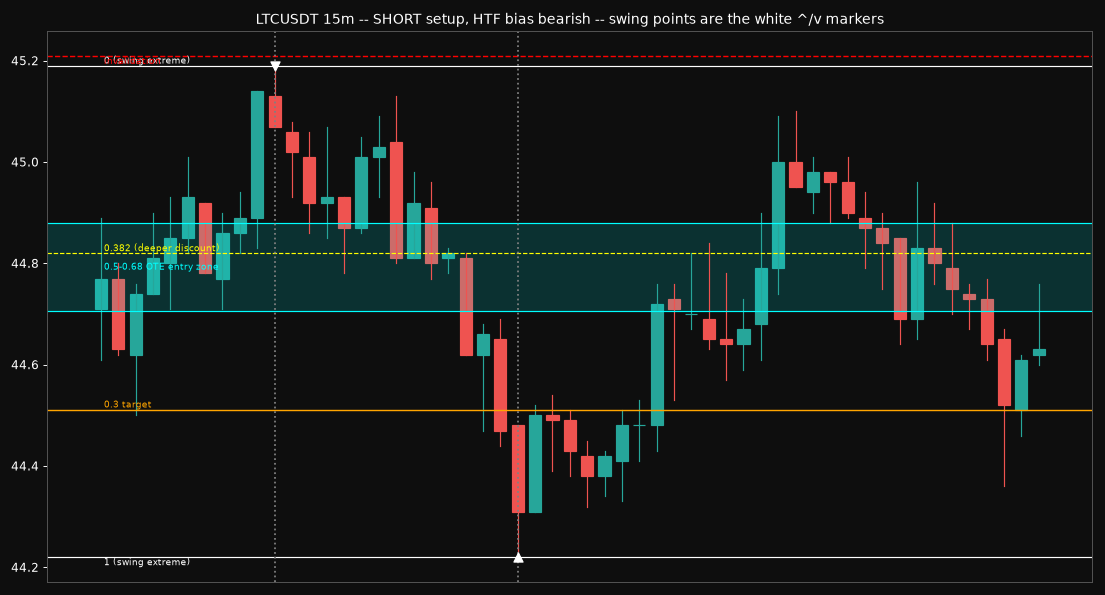 LTCUSDT 15m -- SHORT setup, HTF bias bearish -- swing points are the white ^/v markers
45.2
0 (swing extreme)
45.0
0.382 (deeper discount)
44.8
0.5-0.68 OTE entry zone
44.6
0.3 target
44.4
1 (swing extreme)
44.2